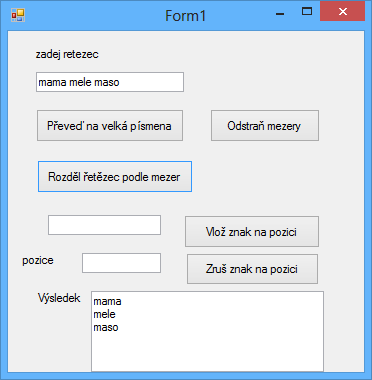 Form1
zadej retezec
mama mele maso
Převeď na velká písmena
Odstraň mezery
Rozděl řetězec podle mezer
Vlož znak na pozici
pozice
Zruš znak na pozici
Výsledek
mama
mele
maso